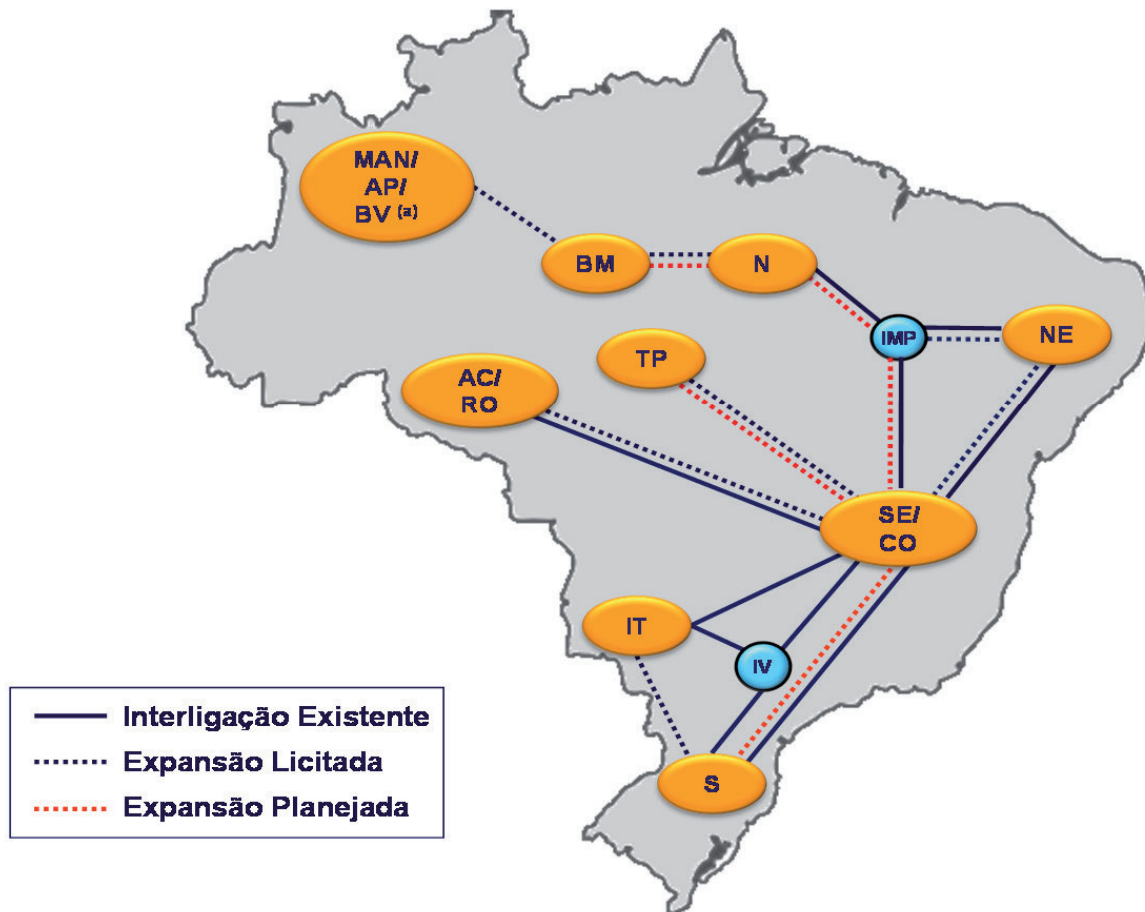 MAN/
AP/
BV (a)
BM
N
IMP
NE
TP
AC/
RO
SE/
CO
IT
IV
S
Interligação Existente
Expansão Licitada
Expansão Planejada